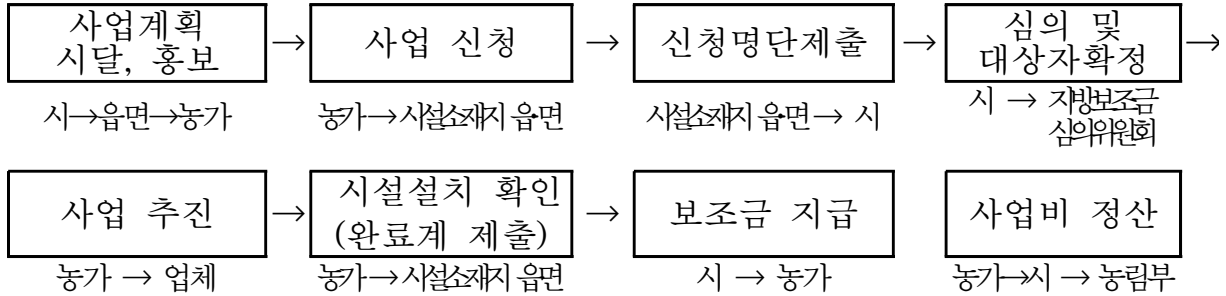 사업계획
시달, 홍보
→
사업 신청
→
신청명단제출
→
심의 및
대상자확정
→
시→읍면→농가
농가→시설소재지 읍면
시설소재지 읍면→ 시
시 → 지방보조금
심의위원회
사업 추진
→
시설설치 확인
(완료계 제출)
→
보조금 지급
사업비 정산
농가 → 업체
농가→시설소재지 읍면
시 → 농가
농가→시 → 농림부